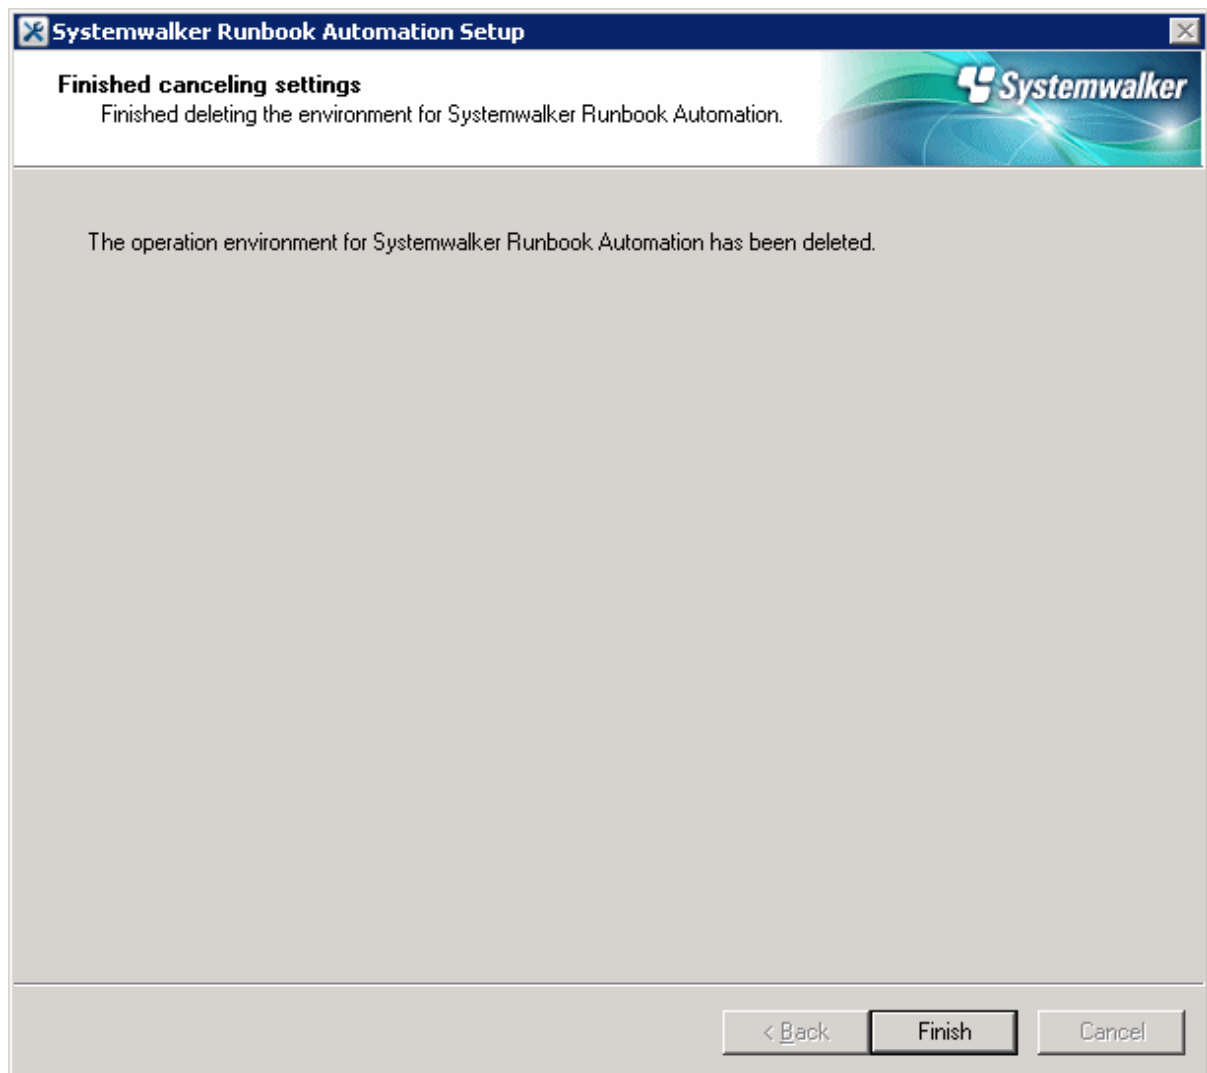 Systemwalker Runbook Automation Setup
Finished canceling settings
Finished deleting the environment for Systemwalker Runbook Automation.
Systemwalker
The operation environment for Systemwalker Runbook Automation has been deleted.
< Back
Finish
Cancel